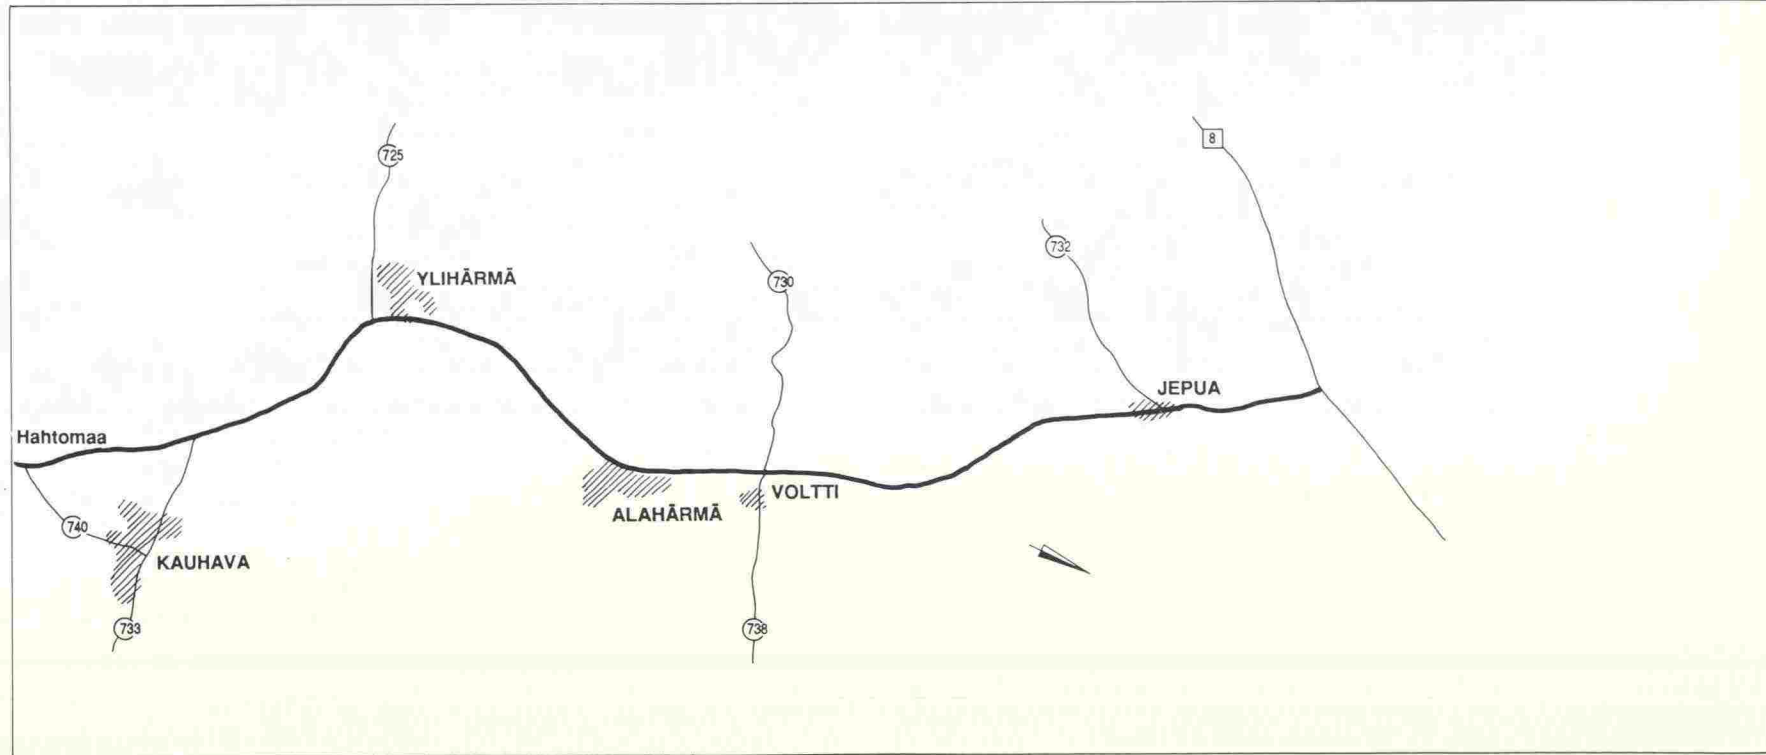 8
725
732
YLIHÄRMÄ
730
JEPUA
Hahtomaa
VOLTTI
ALAHÄRMÄ
740
KAUHAVA
733
738